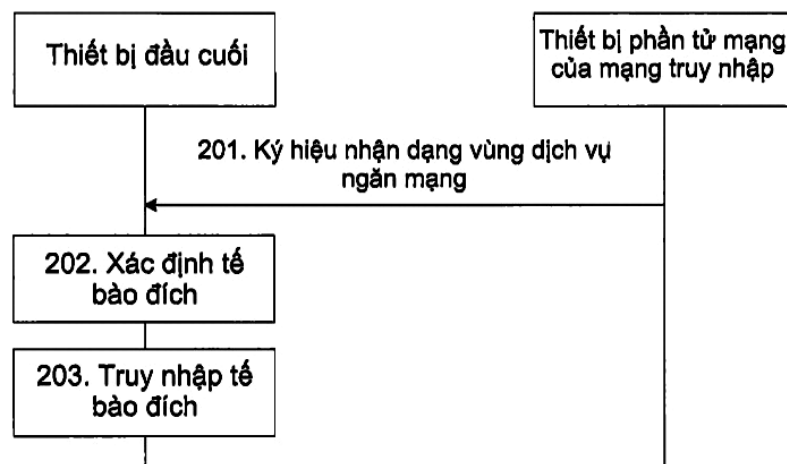 Thiết bị đầu cuối
Thiết bị phần tử mạng
của mạng truy nhập
201. Ký hiệu nhận dạng vùng dịch vụ
ngăn mạng
202. Xác định tế
bào đích
203. Truy nhập tế
bào đích